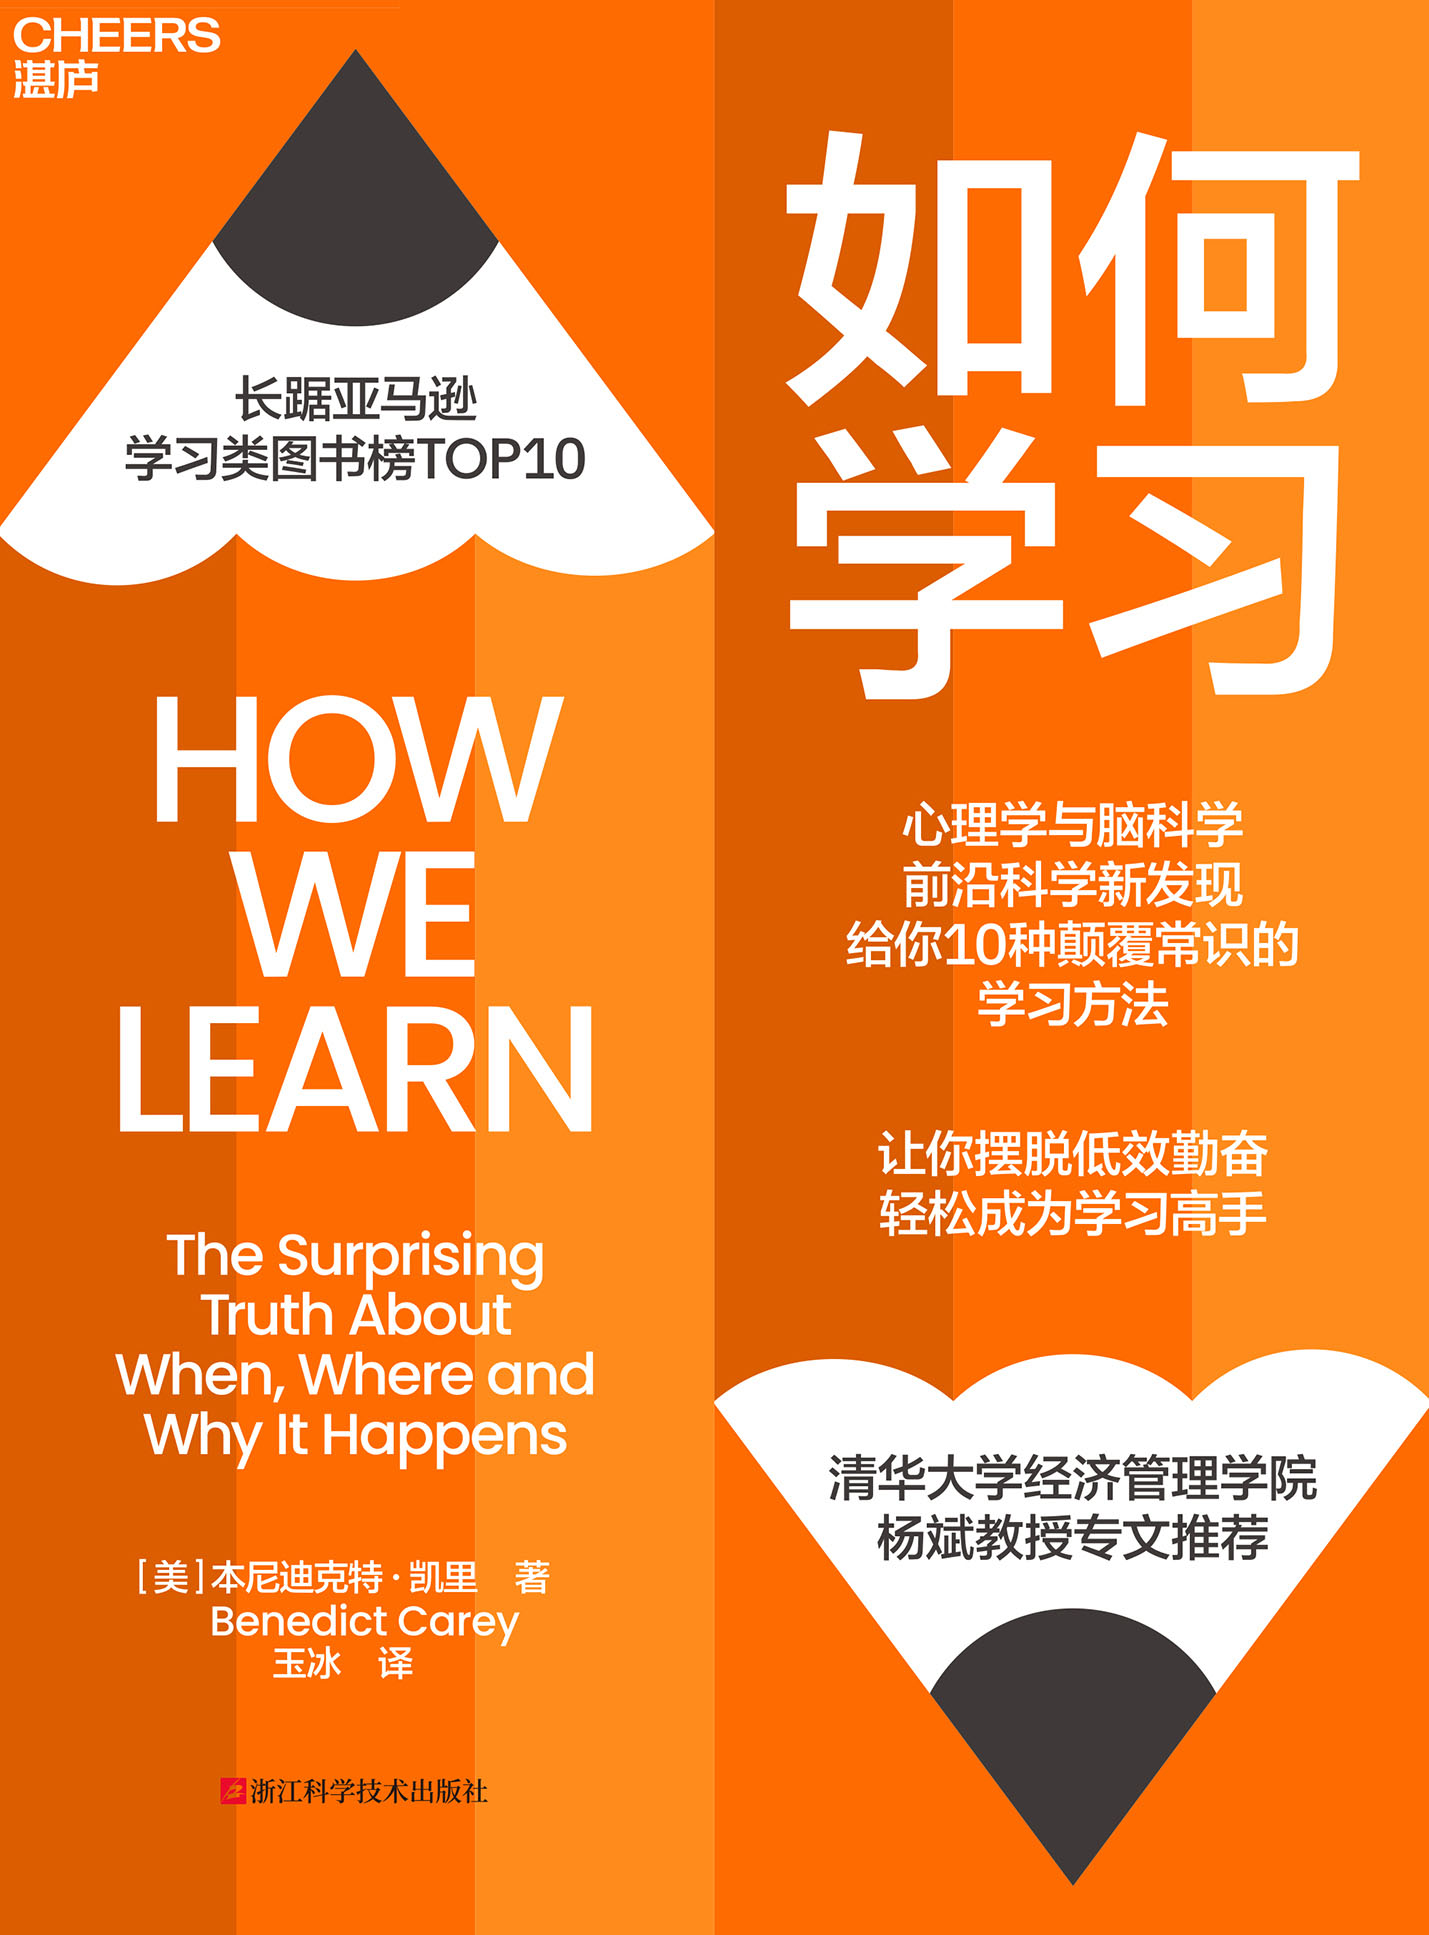 CHEERS
湛庐
长踞亚马逊
学习类图书榜TOP10
HOW
WE
LEARN
The Surprising
Truth About
When, Where and
Why It Happens
[美]本尼迪克特·凯里 著
Benedict Carey
玉冰 译
浙江科学技术出版社
如何
学习
心理学与脑科学
前沿科学新发现
给你10种颠覆常识的
学习方法
让你摆脱低效勤奋
轻松成为学习高手
清华大学经济管理学院
杨斌教授专文推荐